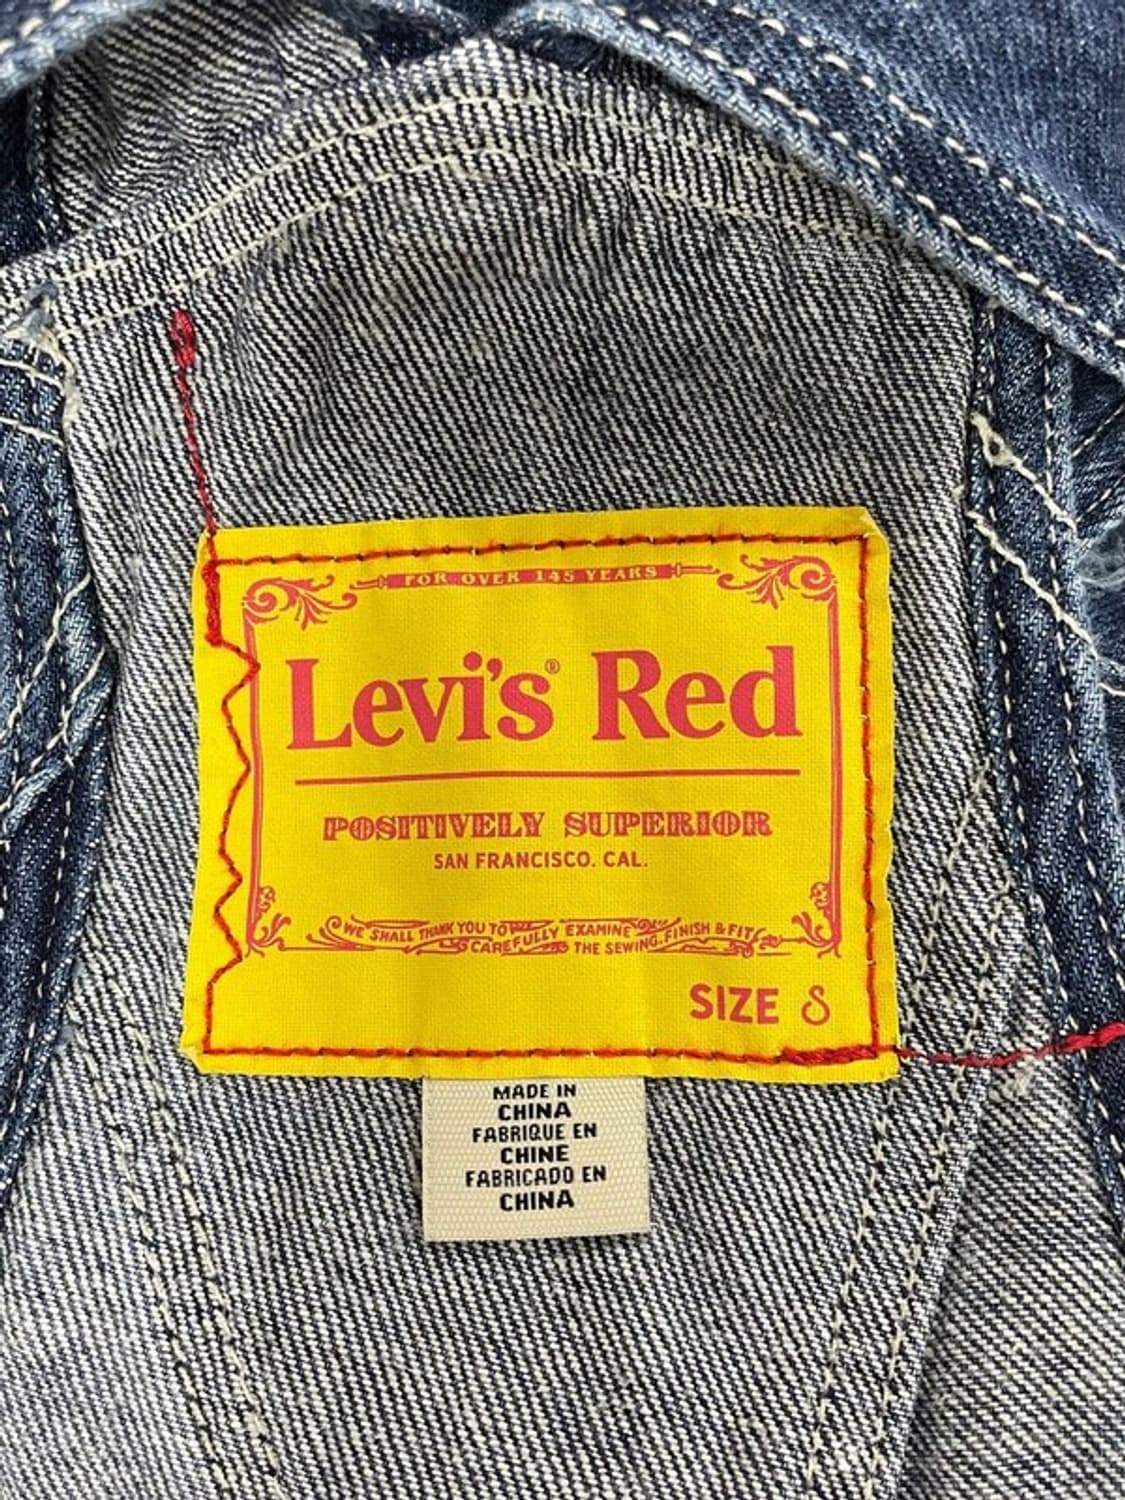 FOR OVER 145 YEARS
Levi's® Red
POSITIVELY SUPERIOR
SAN FRANCISCO. CAL.
WE SHALL THANK YOU TO EXAMINE FINISH & FIT
CAREFULLY THE SEWING,
SIZE S
MADE IN
CHINA
FABRIQUE EN
CHINE
FABRICADO EN
CHINA